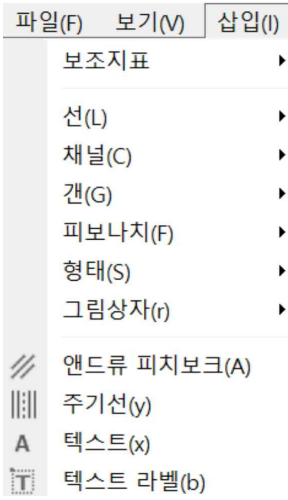 파일(F) 보기(V) 삽입(I)
보조지표
선(L)
채널(C)
갠(G)
피보나치(F)
형태(S)
그림상자(r)
앤드류 피치보크(A)
주기선(y)
A 텍스트(x)
T 텍스트 라벨(b)